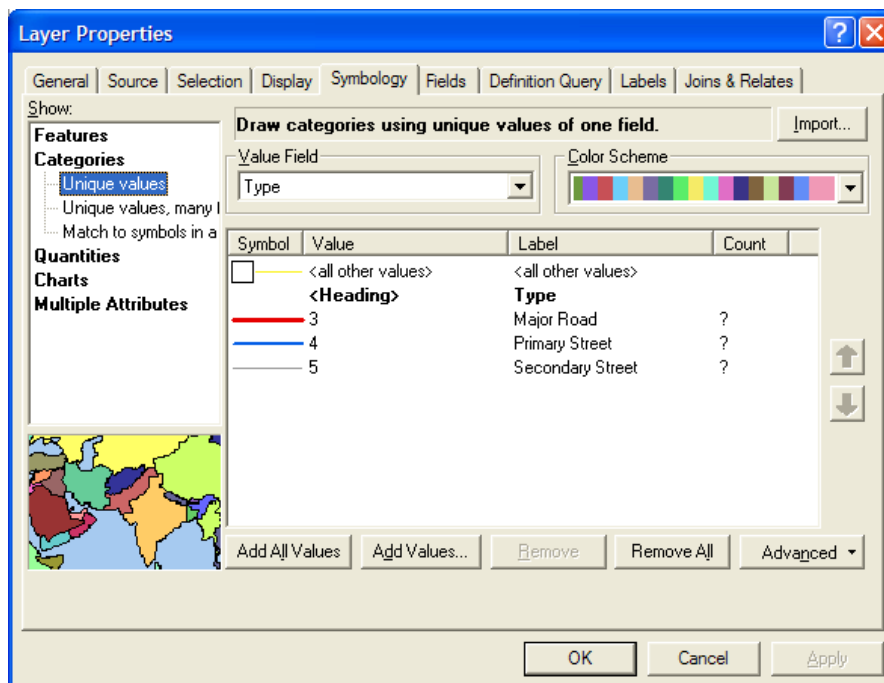 Layer Properties
General Source Selection Display Symbology Fields Definition Query Labels Joins & Relates
Show:
Features
Categories
Unique values
Unique values, many
Match to symbols in a
Quantities
Charts
Multiple Attributes
Draw categories using unique values of one field.
Import...
Value Field
Type
Color Scheme
Symbol Value Label Count
<all other values> <all other values>
<Heading> Type
3 Major Road ?
4 Primary Street ?
5 Secondary Street ?
Add All Values Add Values... Remove Remove All Advanced
OK Cancel Apply